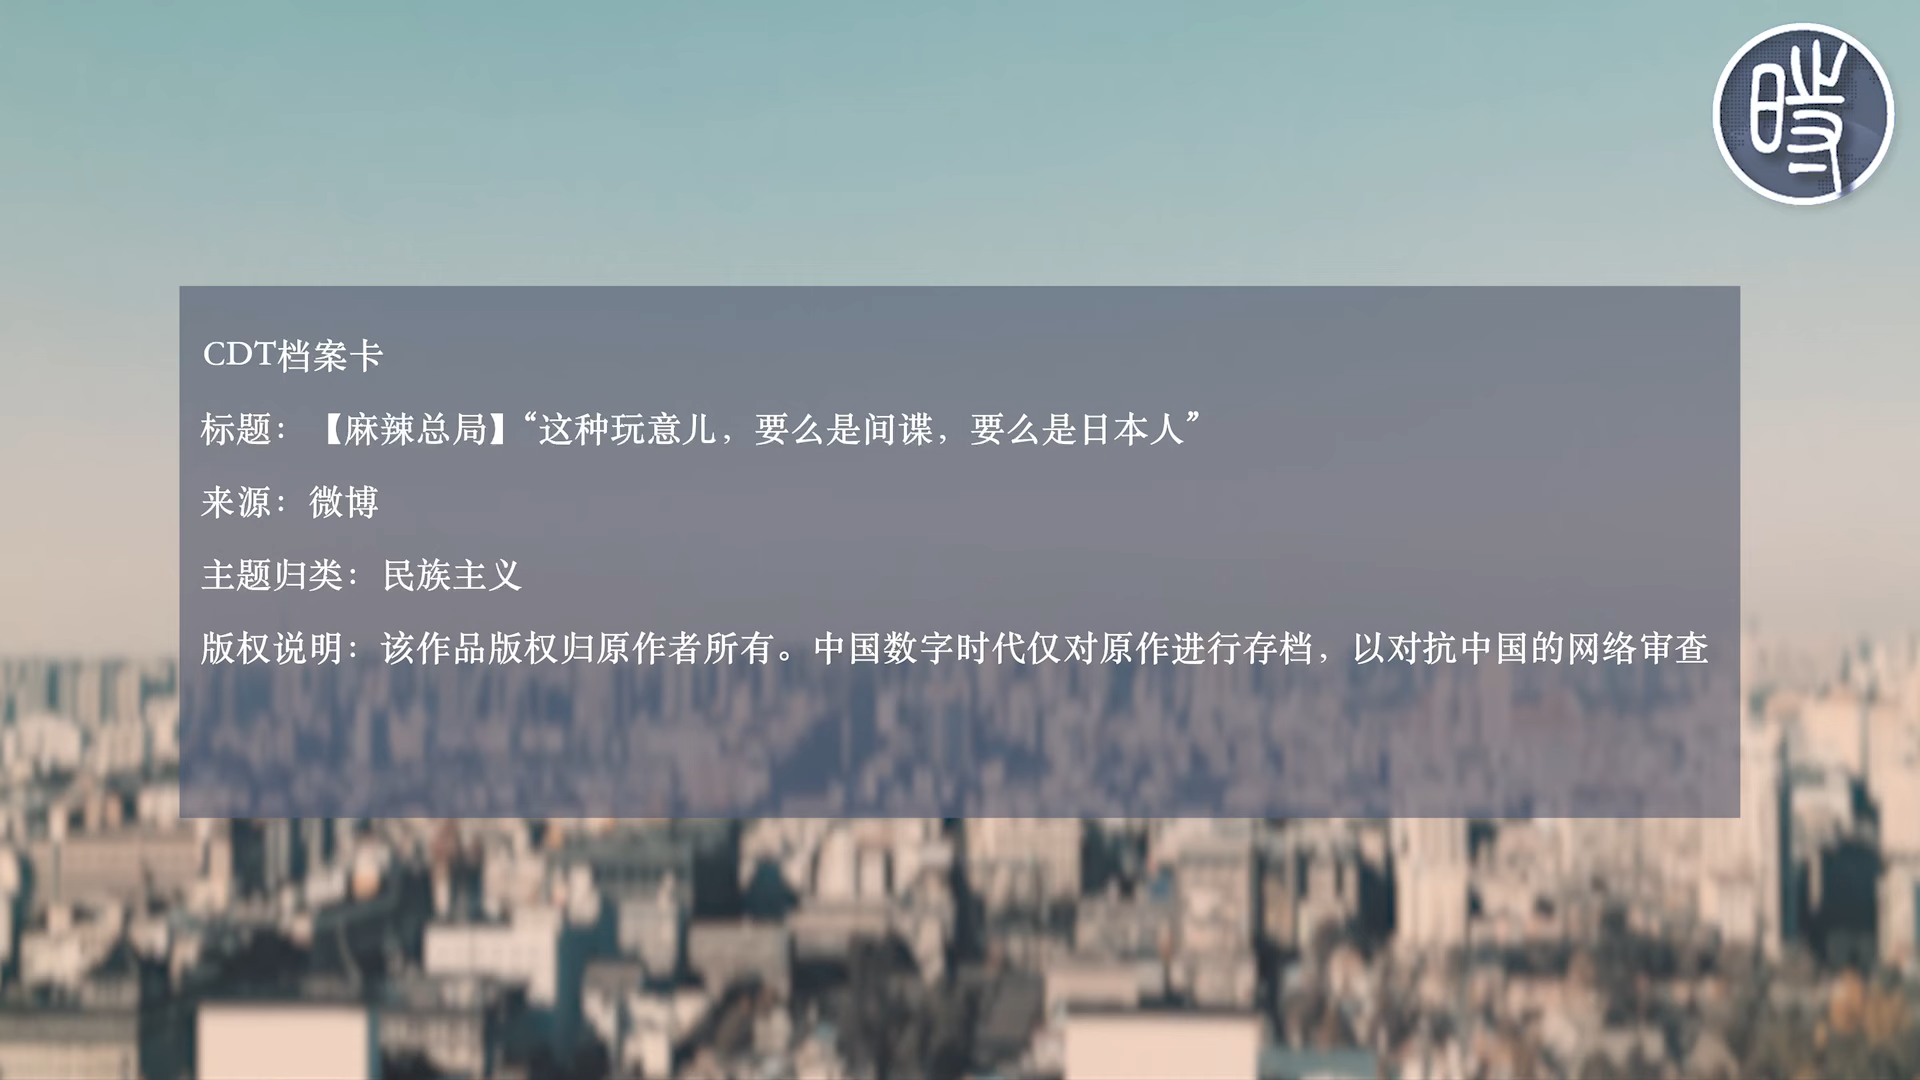 時
CDT档案卡
标题：【麻辣总局】“这种玩意儿，要么是间谍，要么是日本人”
来源：微博
主题归类：民族主义
版权说明：该作品版权归原作者所有。中国数字时代仅对原作进行存档，以对抗中国的网络审查